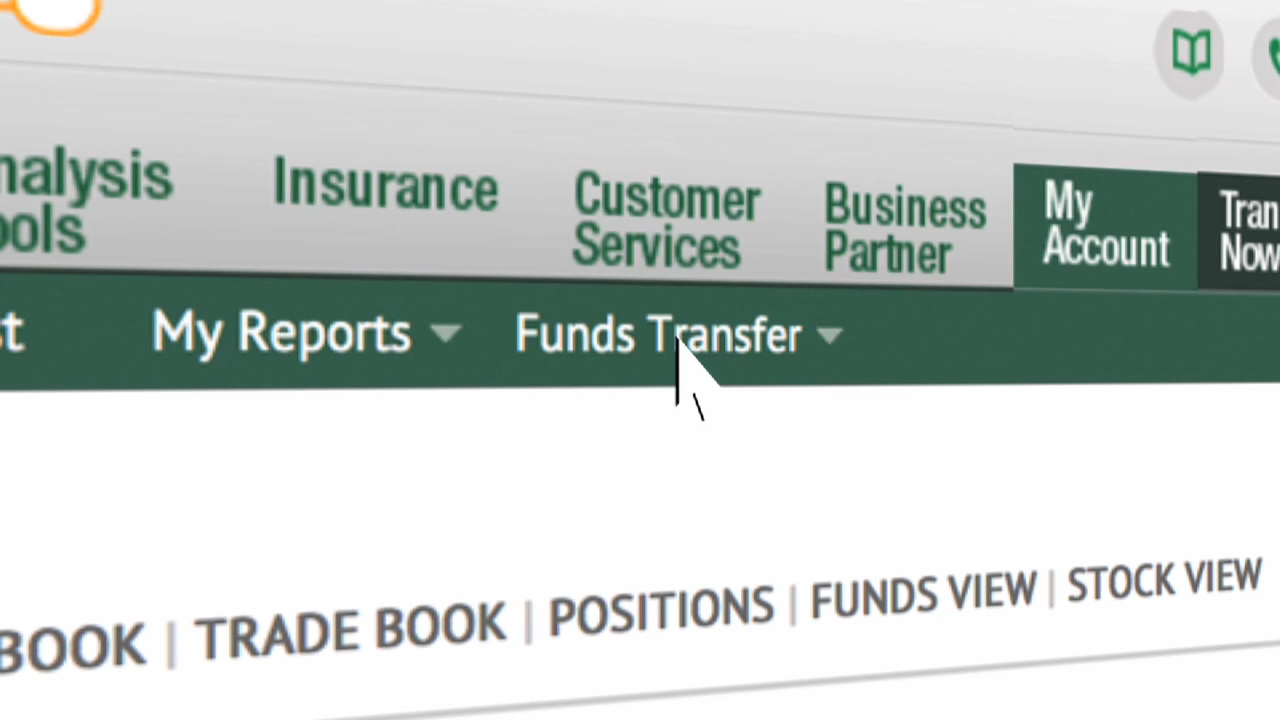 nalysis
ools
Insurance
Customer
Services
Business
Partner
My
Account
Tran
Now
st
My Reports
Funds Transfer
BOOK | TRADE BOOK | POSITIONS | FUNDS VIEW | STOCK VIEW